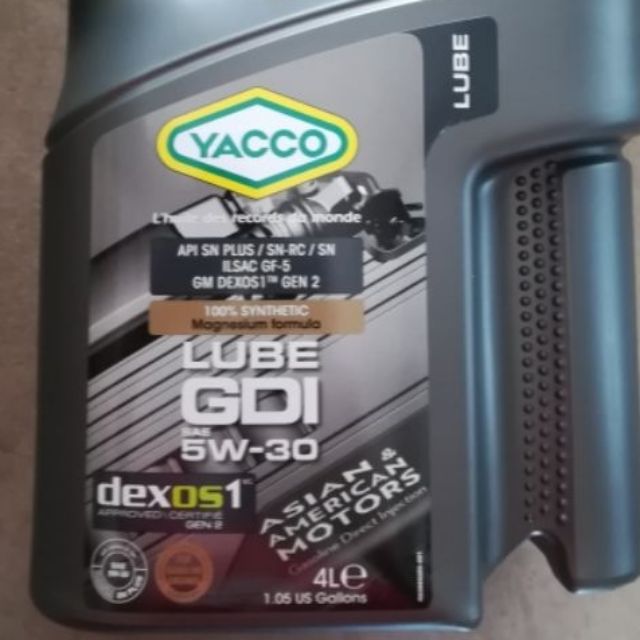 LUBE
YACCO
L'huile des records du monde
API SN PLUS / SN-RC / SN
ILSAC GF-5
GM DEXOS1™ GEN 2
100% SYNTHETIC
Magnesium formula
LUBE
GDI
SAE
5W-30
dexos1
APPROVED-CERTIFIÉ
GEN 2
ASIAN &
AMERICAN
MOTORS
Gasoline Direct Injection
4L℮
1.05 US Gallons